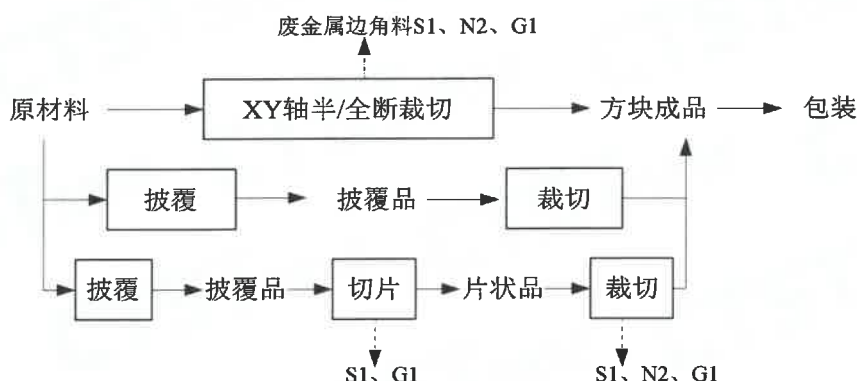 废金属边角料S1、N2、G1
原材料 XY轴半/全断裁切 方块成品 包装
披覆 披覆品 裁切
披覆 披覆品 切片 片状品 裁切
S1、G1 S1、N2、G1